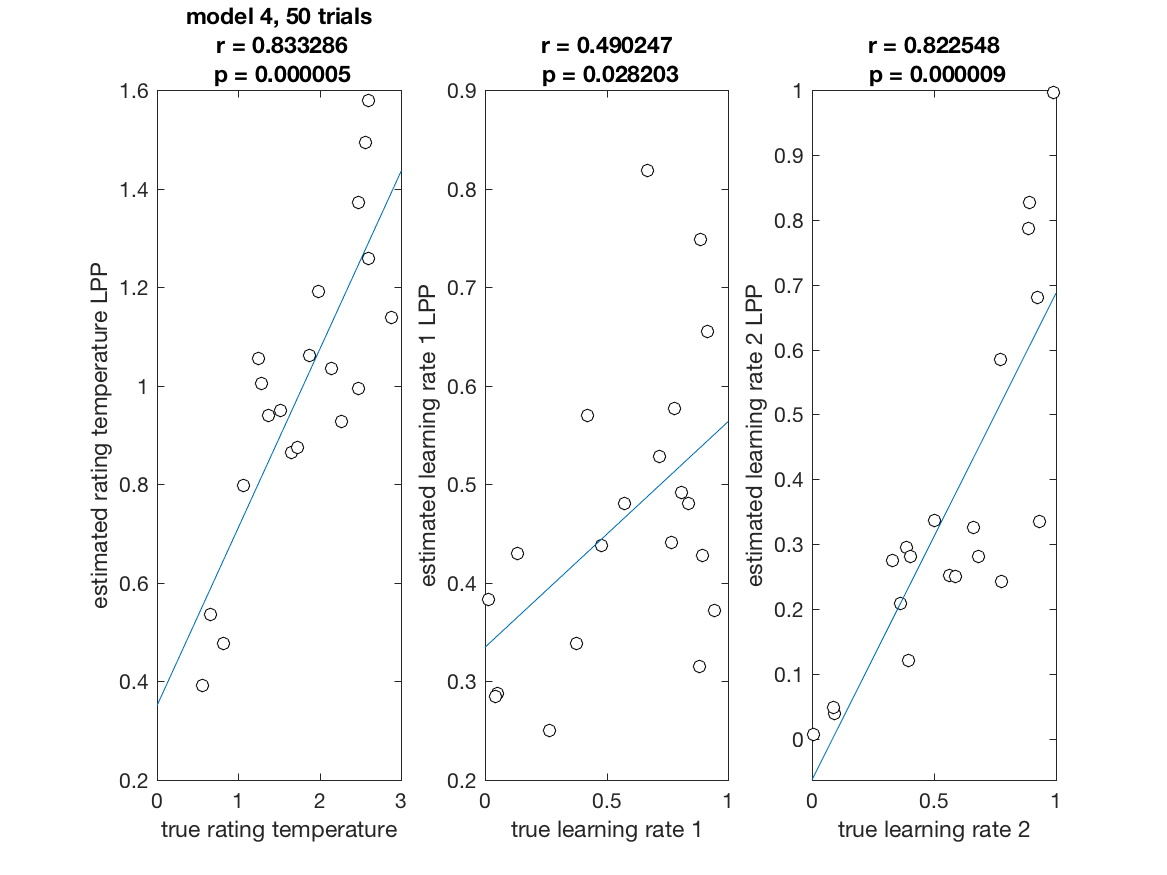 model 4, 50 trials
r = 0.833286
p = 0.000005
1.6
1.4
1.2
1
0.8
0.6
0.4
0.2
0
1
2
3
estimated rating temperature LPP
true rating temperature
r = 0.490247
p = 0.028203
0.9
0.8
0.7
0.6
0.5
0.4
0.3
0.2
0
0.5
1
estimated learning rate 1 LPP
true learning rate 1
r = 0.822548
p = 0.000009
1
0.9
0.8
0.7
0.6
0.5
0.4
0.3
0.2
0.1
0
0
0.5
1
estimated learning rate 2 LPP
true learning rate 2